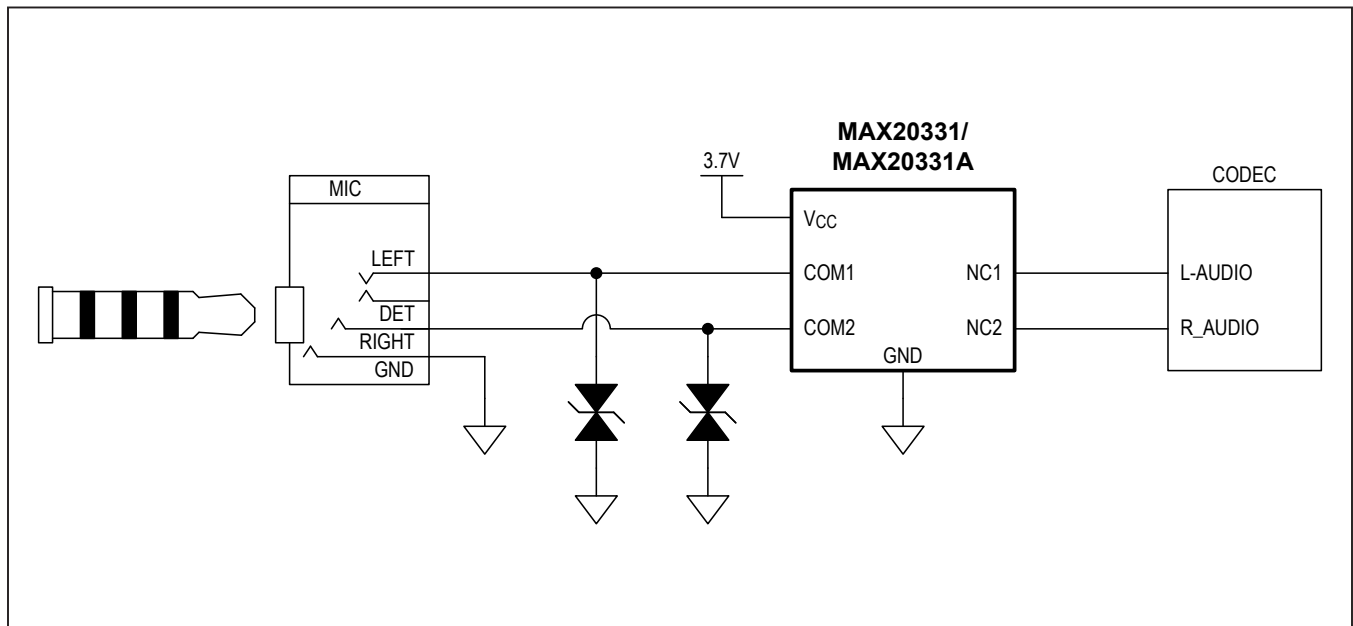 MAX20331/
MAX20331A
3.7V
CODEC
MIC
VCC
LEFT
COM1
NC1
L-AUDIO
DET
COM2
NC2
R_AUDIO
RIGHT
GND
GND